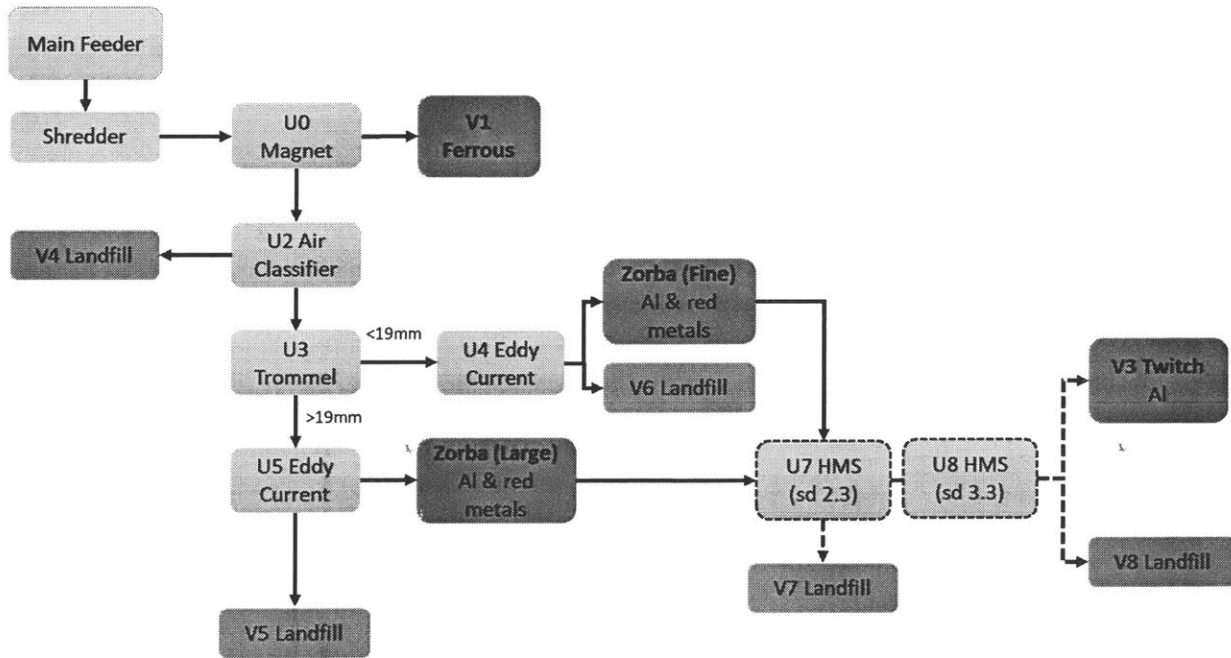 Main Feeder
Shredder
U0
Magnet
V1
Ferrous
V4 Landfill
U2 Air
Classifier
U3
Trommel
<19mm
U4 Eddy
Current
Zorba (Fine)
Al & red
metals
V6 Landfill
>19mm
U5 Eddy
Current
Zorba (Large)
Al & red
metals
U7 HMS
(sd 2.3)
U8 HMS
(sd 3.3)
V3 Twitch
Al
V8 Landfill
V7 Landfill
V5 Landfill